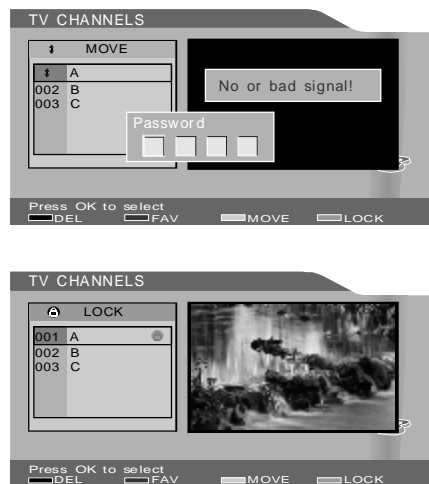 TV CHANNELS
MOVE
A
002 B
003 C
No or bad signal!
Password
Press OK to select
DEL FAV MOVE LOCK
TV CHANNELS
LOCK
001 A
002 B
003 C
Press OK to select
DEL FAV MOVE LOCK